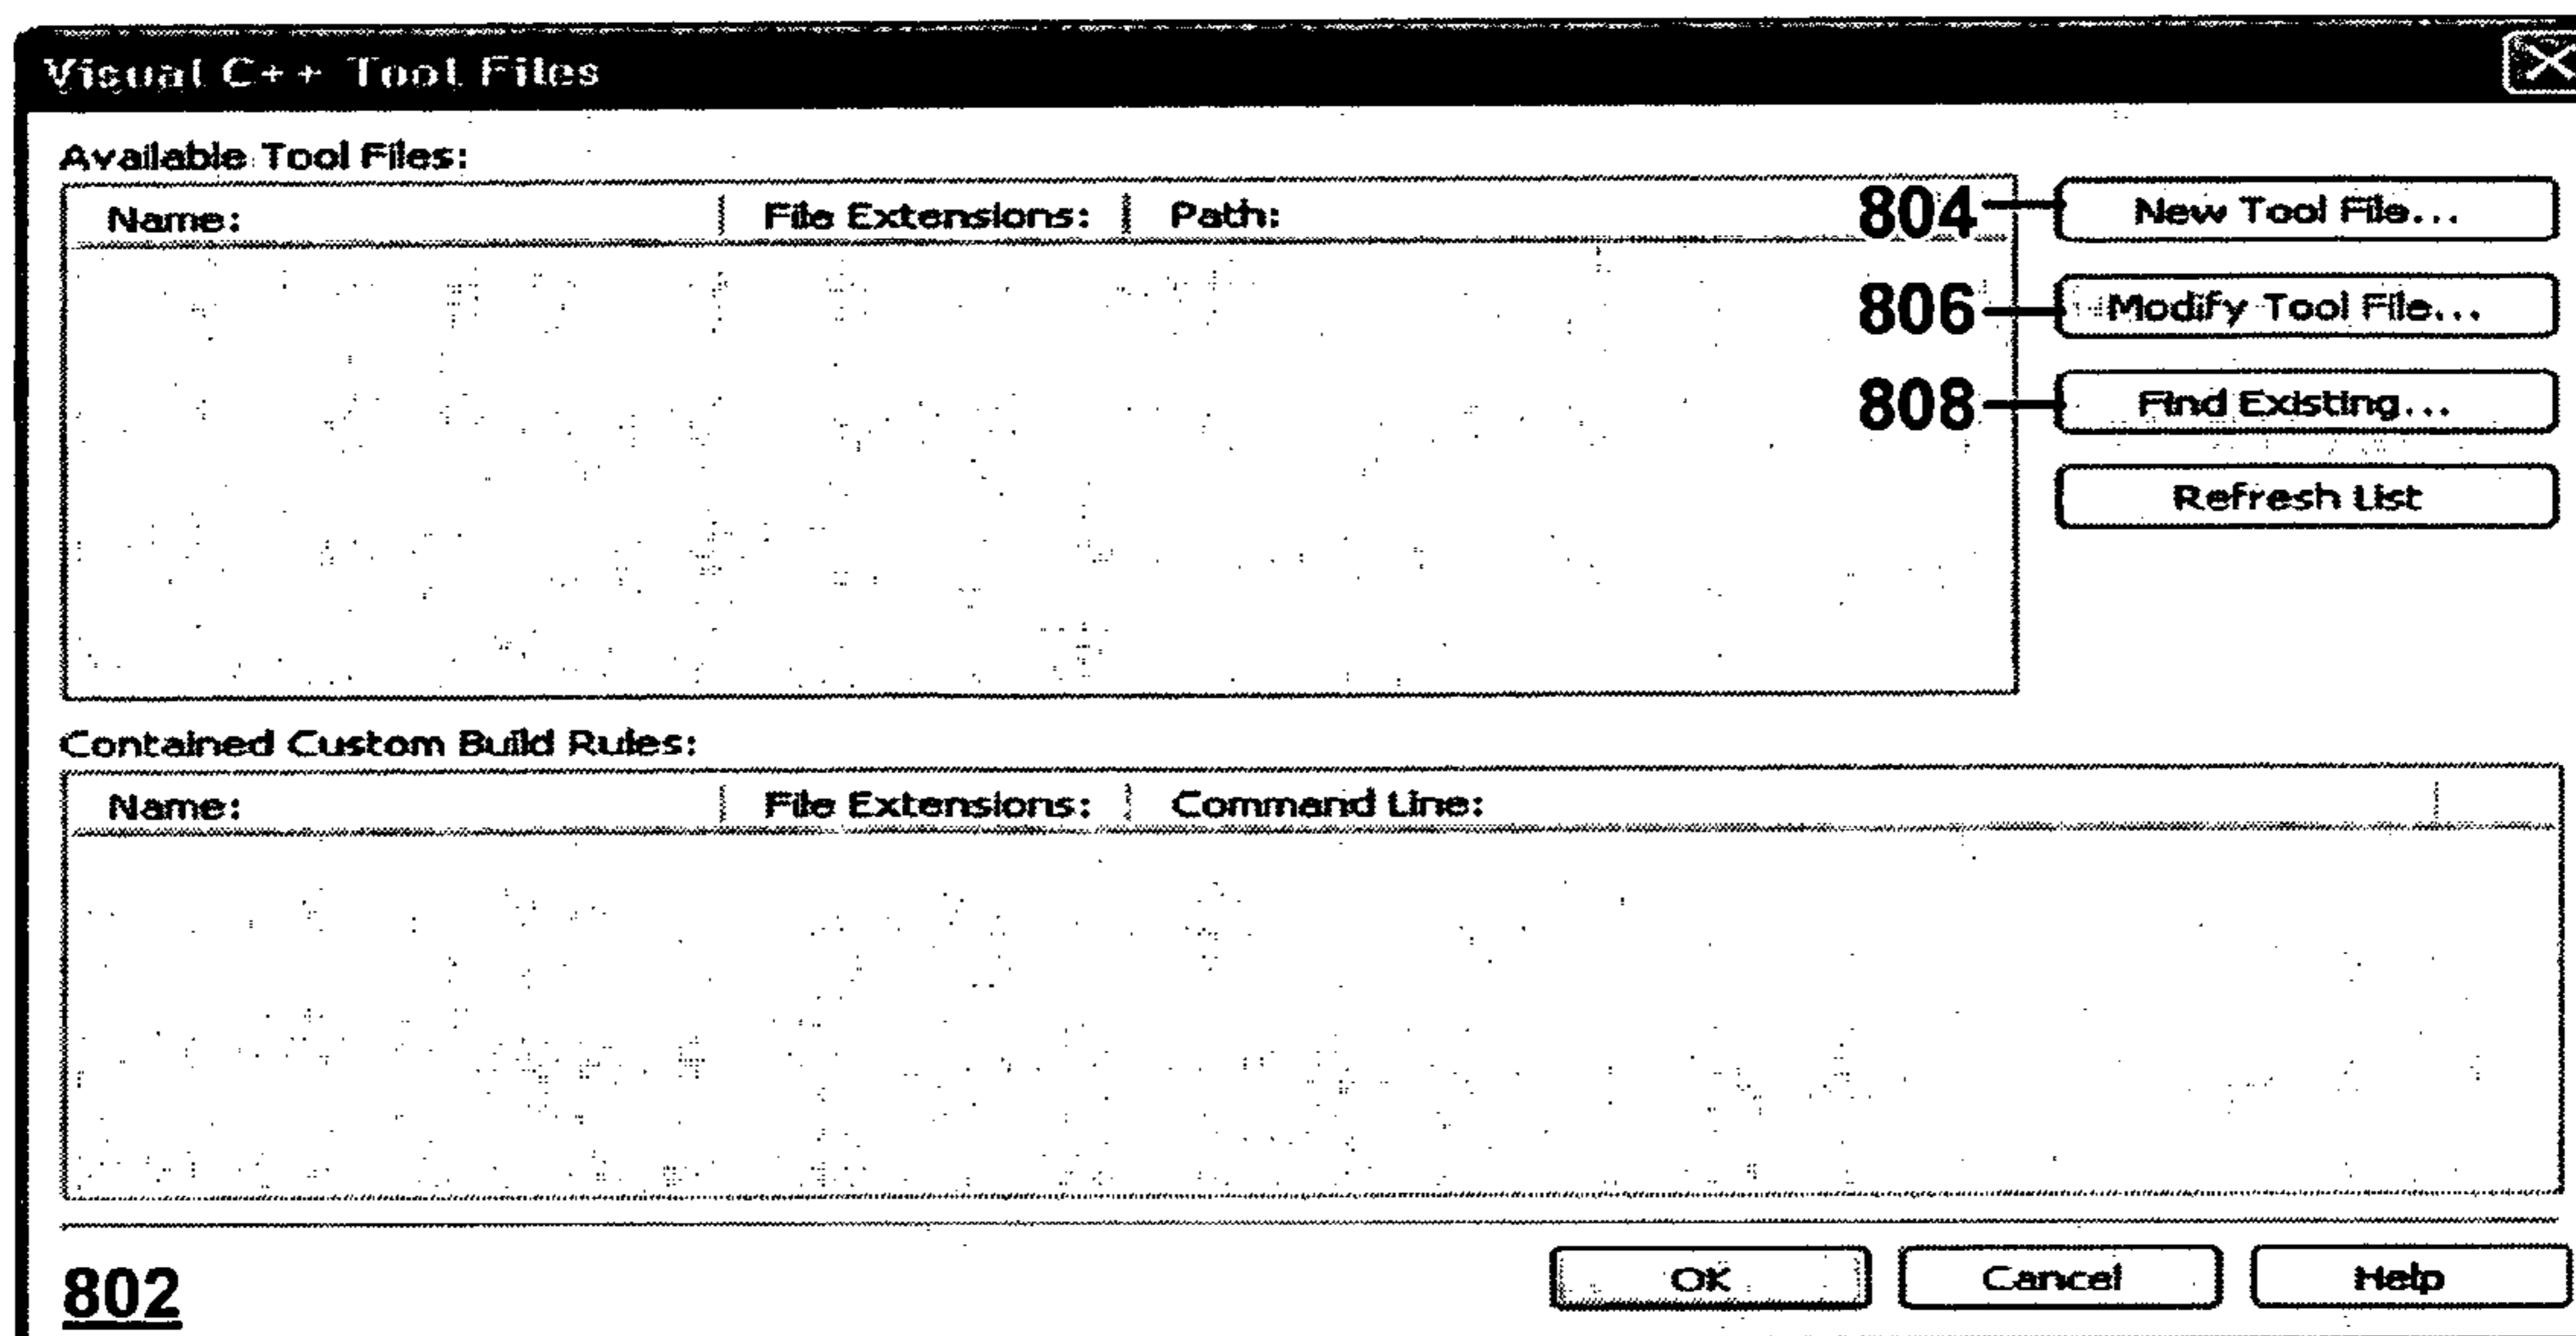 Visual C++ Tool Files
Available Tool Files:
Name: File Extensions: Path: 804 New Tool File...
806 Modify Tool File...
808 Find Existing...
Refresh List
Contained Custom Build Rules:
Name: File Extensions: Command Line:
802 OK Cancel Help